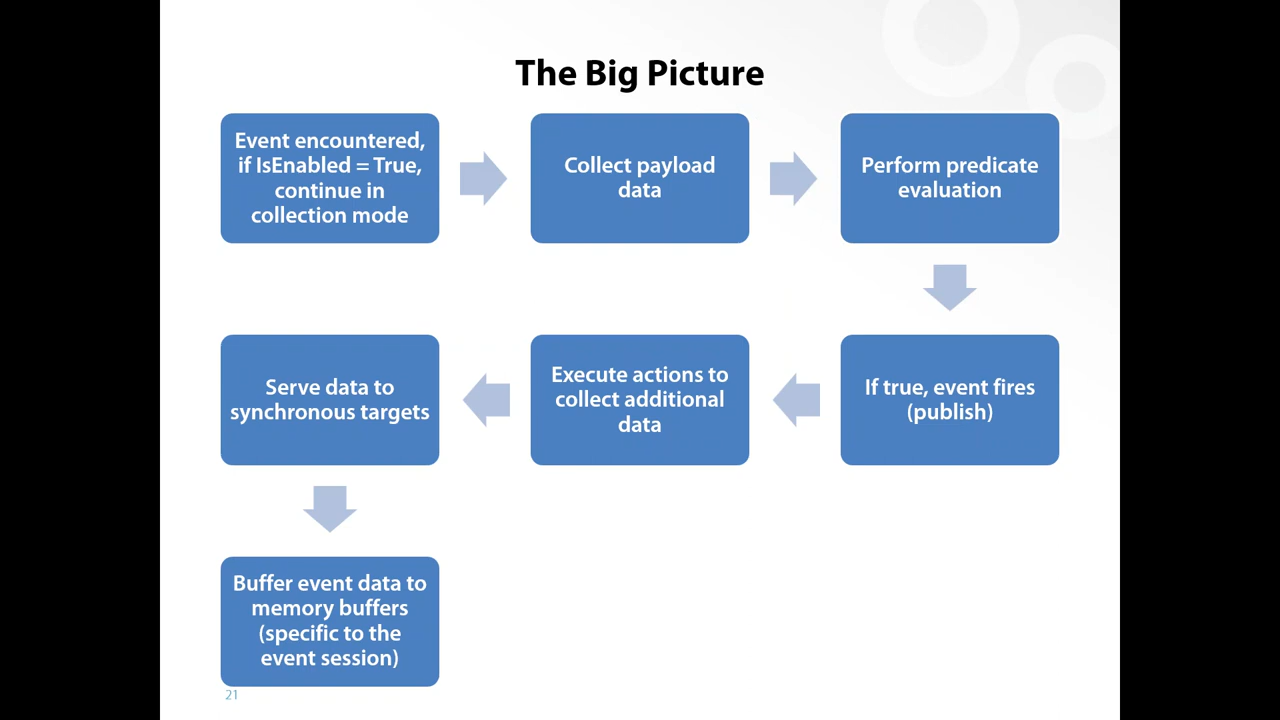 The Big Picture
Event encountered,
if IsEnabled = True,
continue in
collection mode
Collect payload
data
Perform predicate
evaluation
If true, event fires
(publish)
Execute actions to
collect additional
data
Serve data to
synchronous targets
Buffer event data to
memory buffers
(specific to the
event session)
21